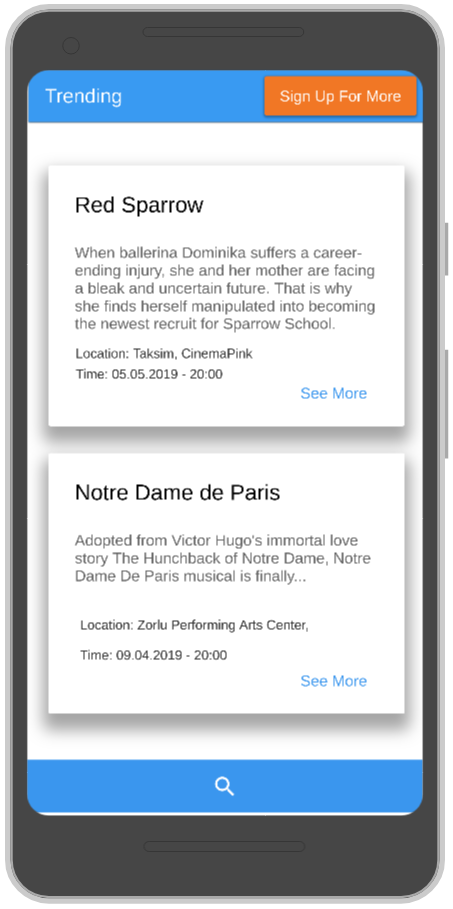 Trending
Sign Up For More
Red Sparrow
When ballerina Dominika suffers a career-
ending injury, she and her mother are facing
a bleak and uncertain future. That is why
she finds herself manipulated into becoming
the newest recruit for Sparrow School.
Location: Taksim, CinemaPink
Time: 05.05.2019 - 20:00
See More
Notre Dame de Paris
Adopted from Victor Hugo's immortal love
story The Hunchback of Notre Dame, Notre
Dame De Paris musical is finally...
Location: Zorlu Performing Arts Center,
Time: 09.04.2019 - 20:00
See More